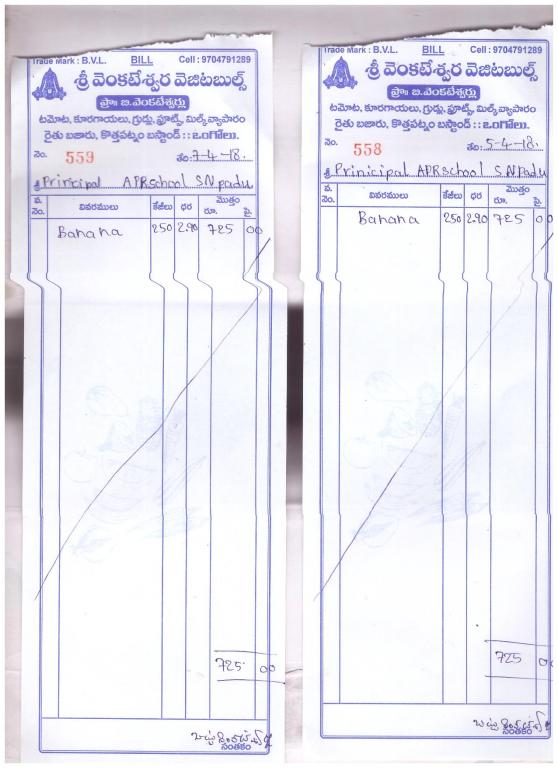 Trade Mark : B.V.L. BILL Cell : 9704791289
శ్రీ వెంకటేశ్వర వెజిటబుల్స్
ప్రొః బి.వెంకటేశ్వర్లు
టమోట, కూరగాయలు, గ్రుడ్లు, ఫ్రూట్స్, మిల్క్ వ్యాపారం
రైతు బజారు, కొత్తపట్నం బస్టాండ్ :: ఒంగోలు.
నెం. 559 తేం: 7-4-18.
శ్రీ Prinicipal APRschool S.N padu
వ. నెం. వివరములు కేజీలు ధర మొత్తం రూ. పై.
Banana 250 2.90 725 00
725 00
సంతకం
Trade Mark : B.V.L. BILL Cell : 9704791289
శ్రీ వెంకటేశ్వర వెజిటబుల్స్
ప్రొః బి.వెంకటేశ్వర్లు
టమోట, కూరగాయలు, గ్రుడ్లు, ఫ్రూట్స్, మిల్క్ వ్యాపారం
రైతు బజారు, కొత్తపట్నం బస్టాండ్ :: ఒంగోలు.
నెం. 558 తేం: 5-4-18.
శ్రీ Prinicipal APRschool S.N padu
వ. నెం. వివరములు కేజీలు ధర మొత్తం రూ. పై.
Banana 250 2.90 725 00
725 00
సంతకం